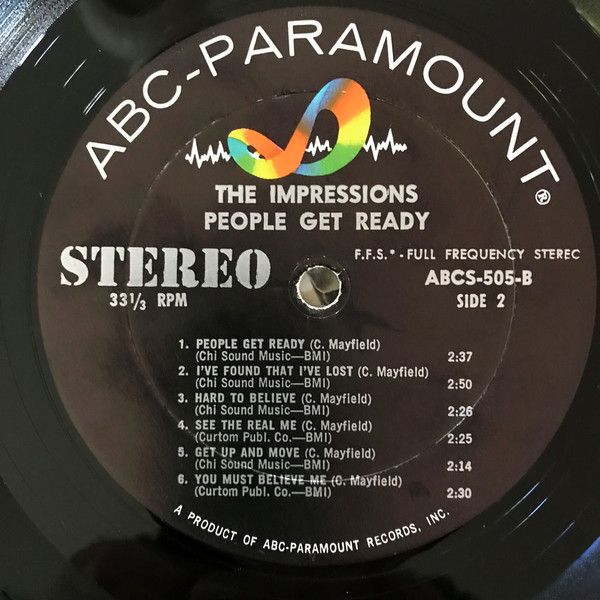 ABC-PARAMOUNT®
THE IMPRESSIONS
PEOPLE GET READY
STEREO
33 1/3 RPM
F.F.S.* - FULL FREQUENCY STEREC
ABCS-505-B
SIDE 2
1. PEOPLE GET READY (C. Mayfield)
(Chi Sound Music—BMI) 2:37
2. I'VE FOUND THAT I'VE LOST (C. Mayfield)
(Chi Sound Music—BMI) 2:50
3. HARD TO BELIEVE (C. Mayfield)
(Chi Sound Music—BMI) 2:26
4. SEE THE REAL ME (C. Mayfield)
(Curtom Publ. Co.—BMI) 2:25
5. GET UP AND MOVE (C. Mayfield)
(Chi Sound Music—BMI) 2:14
6. YOU MUST BELIEVE ME (C. Mayfield)
(Curtom Publ. Co.—BMI) 2:30
A PRODUCT OF ABC-PARAMOUNT RECORDS, INC.